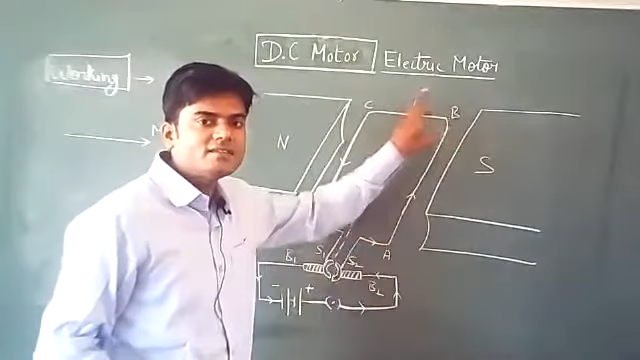 D.C Motor Electric Motor
Working
C
B
N
S
A
B₁
S₁
S₂
B₂
-
+